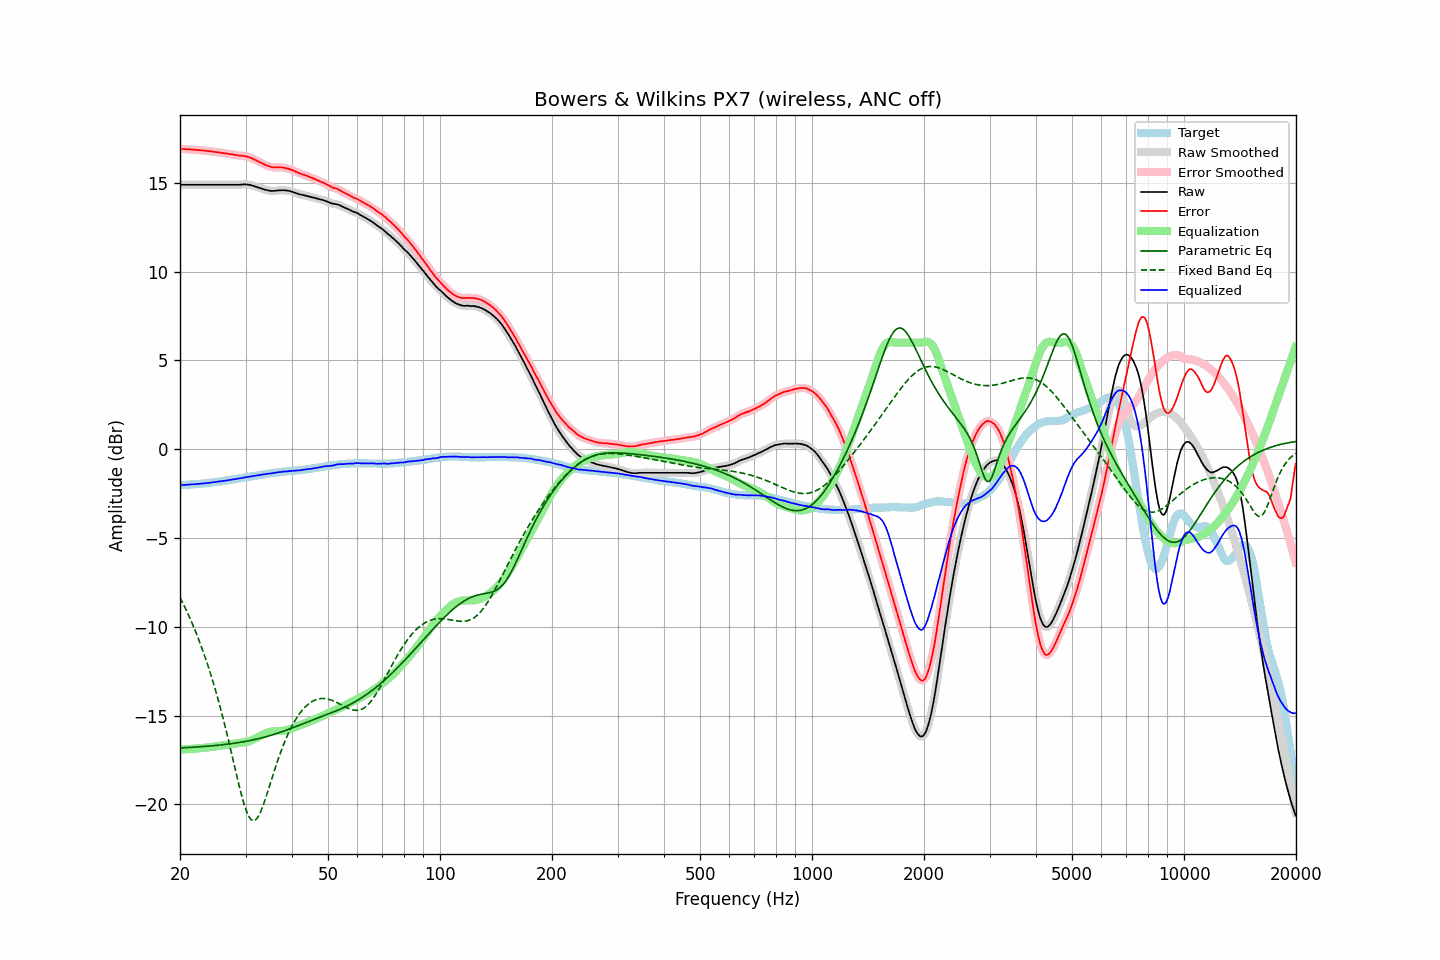 Bowers & Wilkins PX7 (wireless, ANC off)
Target
Raw Smoothed
Error Smoothed
Raw
Error
Equalization
Parametric Eq
Fixed Band Eq
Equalized
Amplitude (dBr)
15
10
5
0
−5
−10
−15
−20
20
50
100
200
500
1000
2000
5000
10000
20000
Frequency (Hz)